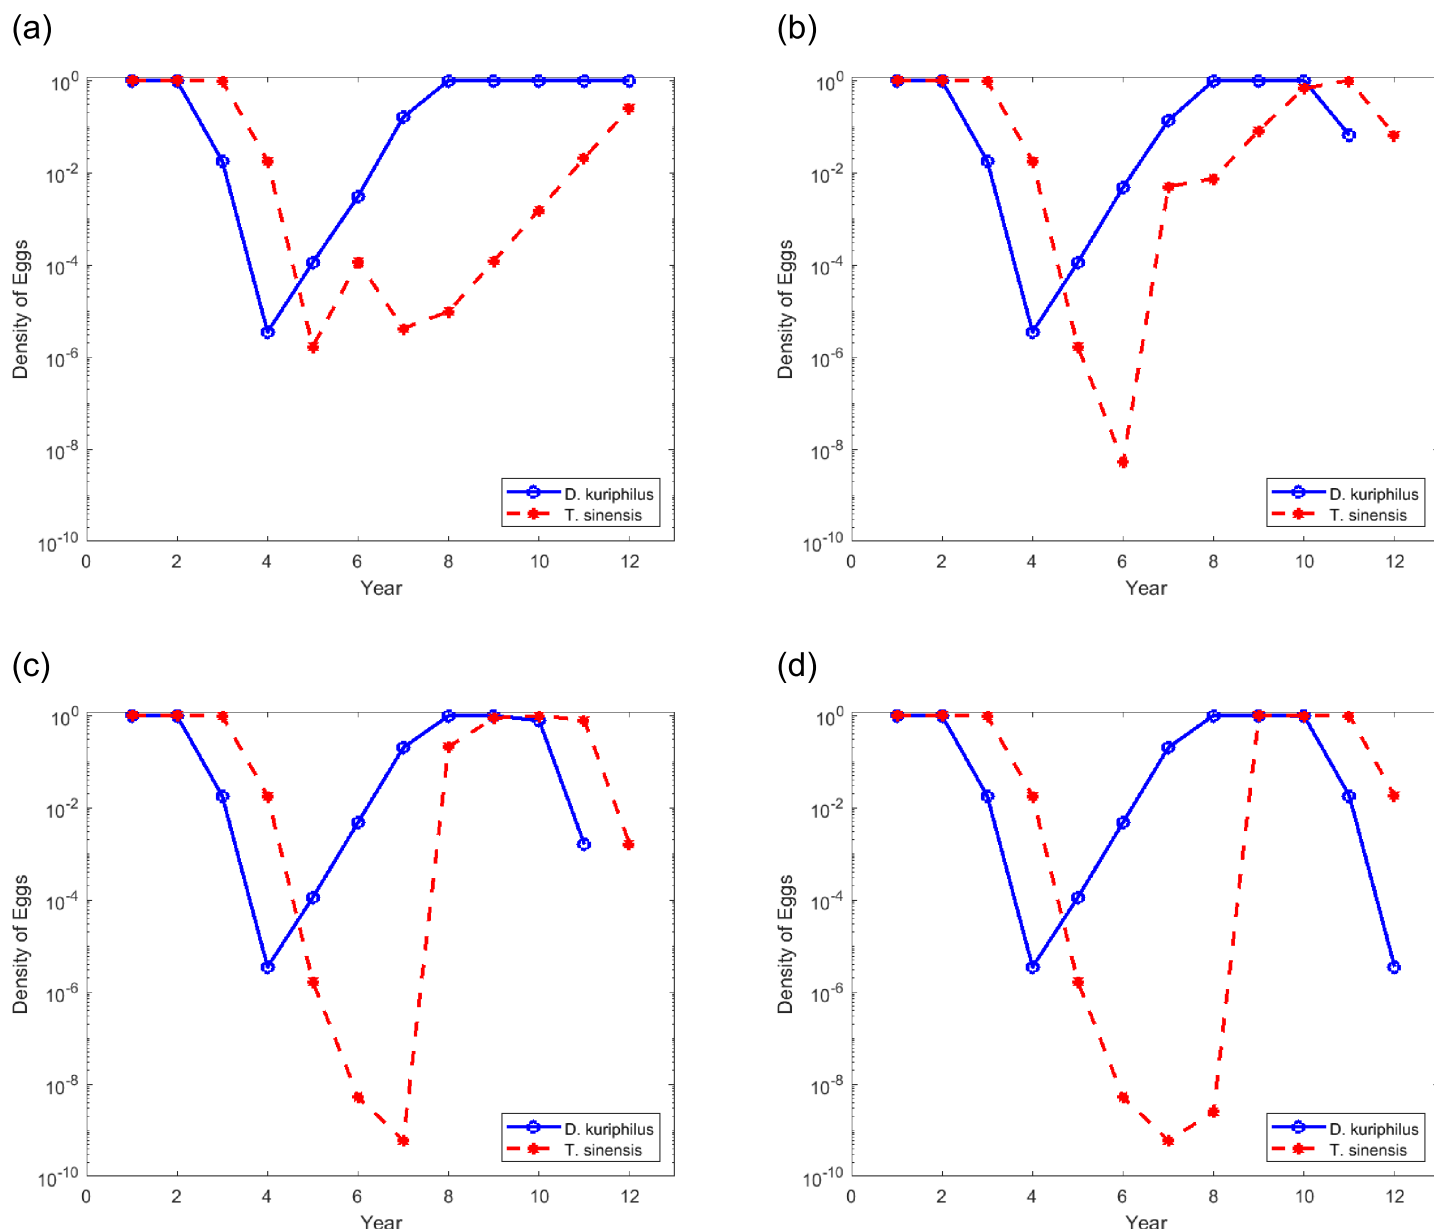 (a)
10^0
10^-2
10^-4
10^-6
10^-8
10^-10
Density of Eggs
0 2 4 6 8 10 12
Year
D. kuriphilus
T. sinensis
(b)
10^0
10^-2
10^-4
10^-6
10^-8
10^-10
Density of Eggs
0 2 4 6 8 10 12
Year
D. kuriphilus
T. sinensis
(c)
10^0
10^-2
10^-4
10^-6
10^-8
10^-10
Density of Eggs
0 2 4 6 8 10 12
Year
D. kuriphilus
T. sinensis
(d)
10^0
10^-2
10^-4
10^-6
10^-8
10^-10
Density of Eggs
0 2 4 6 8 10 12
Year
D. kuriphilus
T. sinensis